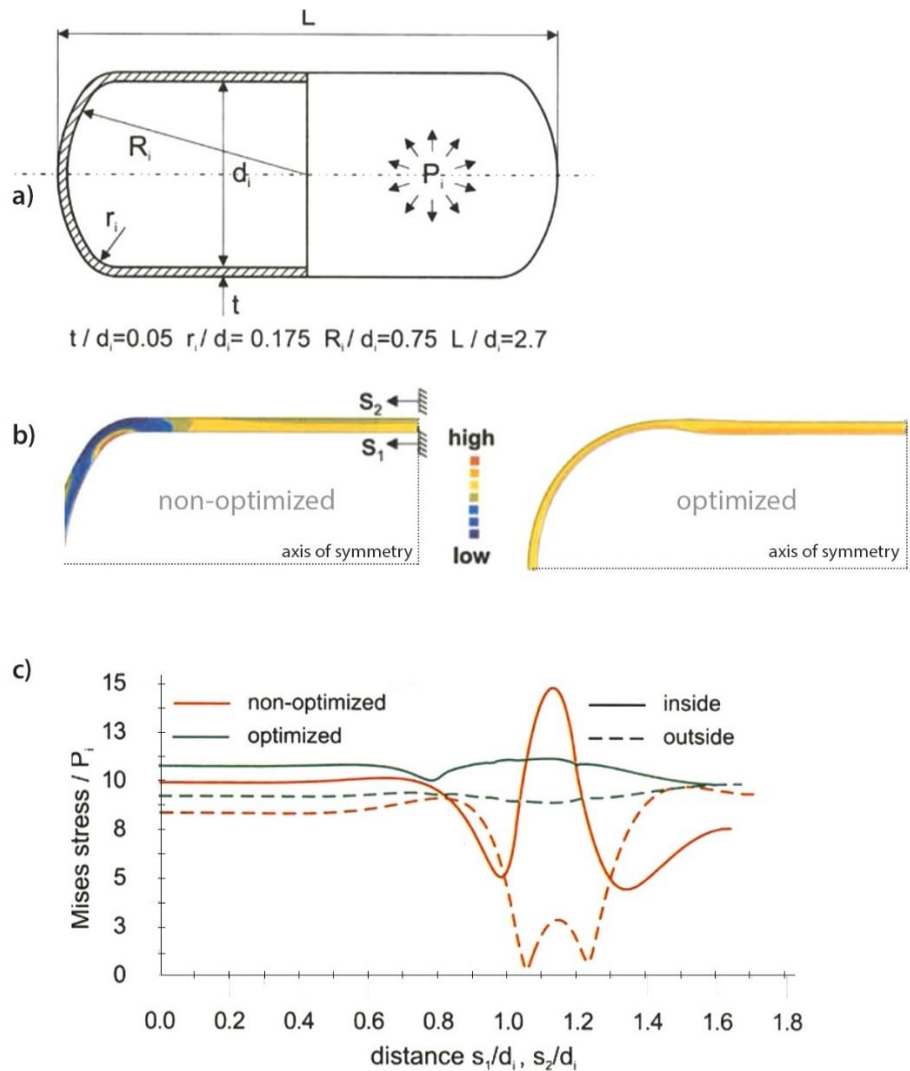 a)
L
Rᵢ
dᵢ
Pᵢ
rᵢ
t
t / dᵢ=0.05 rᵢ/ dᵢ= 0.175 Rᵢ/dᵢ=0.75 L / dᵢ=2.7
b)
S₂
S₁
high
low
non-optimized
axis of symmetry
optimized
axis of symmetry
c)
Mises stress / Pᵢ
15
13
10
8
5
3
0
non-optimized
optimized
inside
outside
0.0 0.2 0.4 0.6 0.8 1.0 1.2 1.4 1.6 1.8
distance s₁/dᵢ, s₂/dᵢ